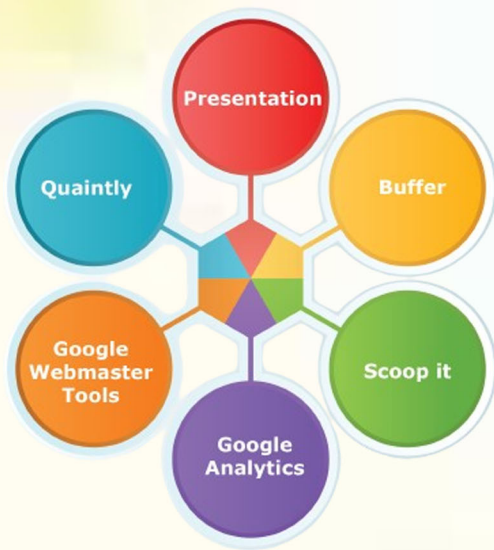 Presentation
Buffer
Scoop it
Google
Analytics
Google
Webmaster
Tools
Quaintly